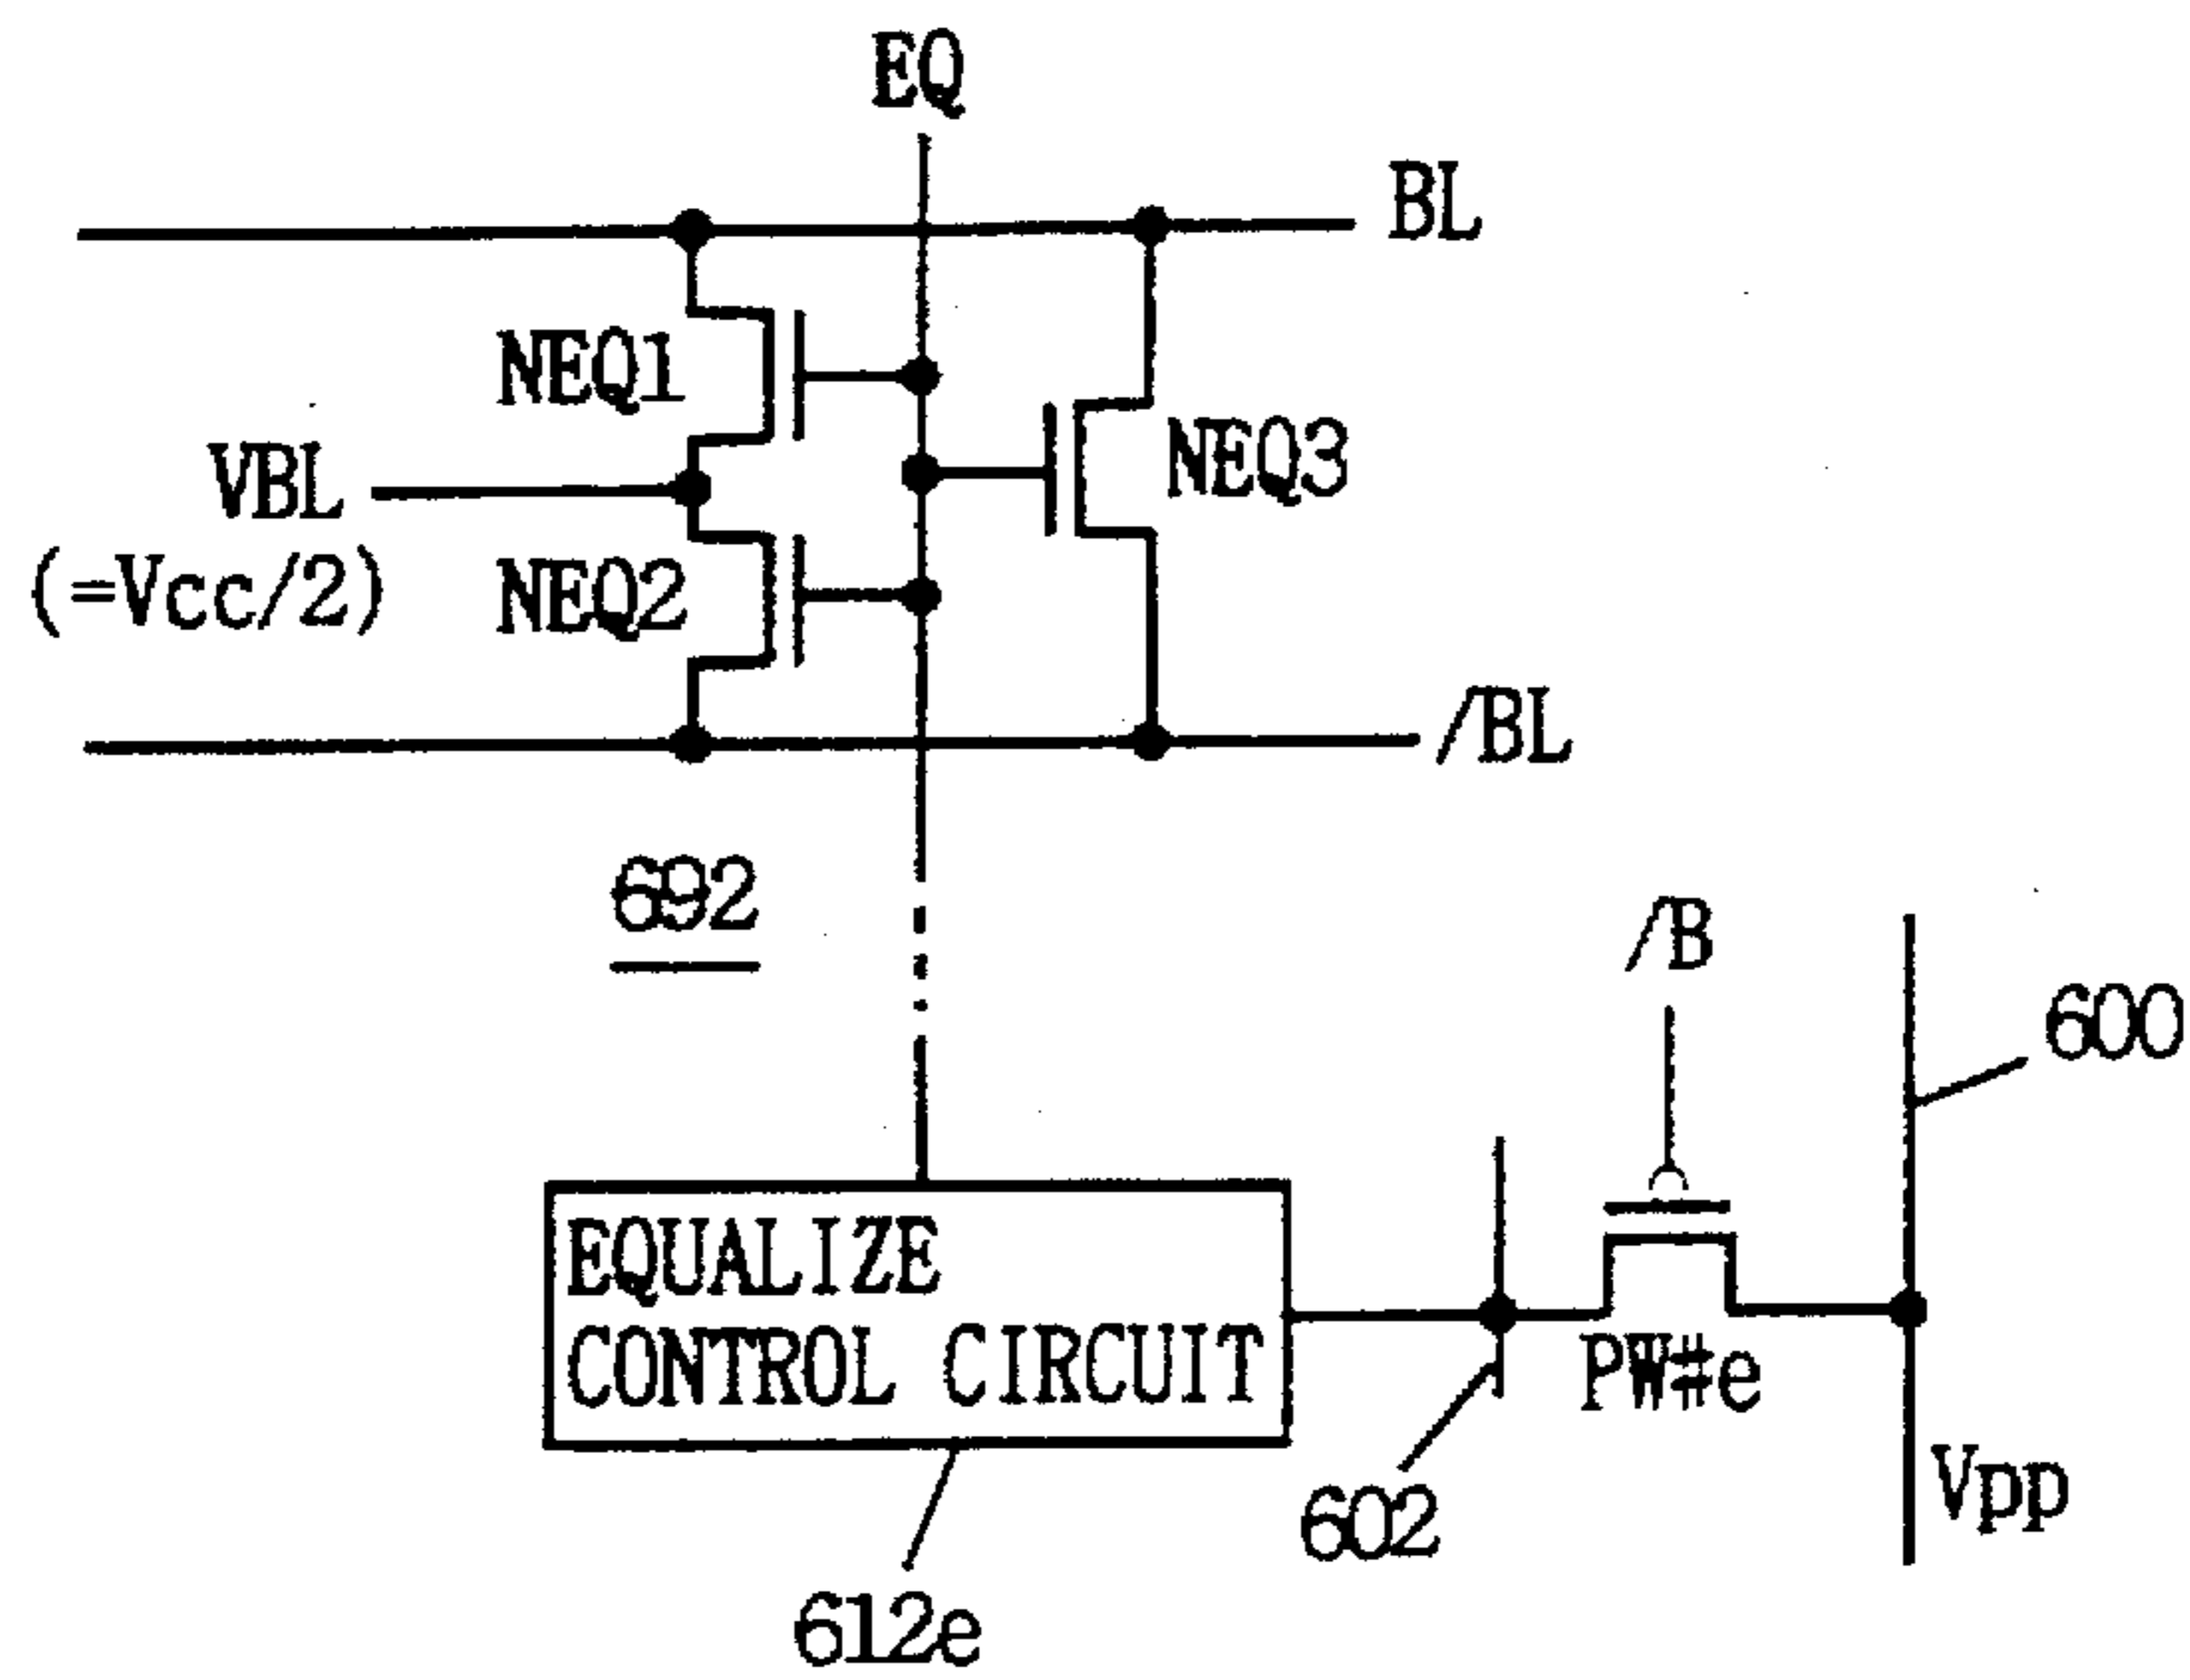 EQ
BL
NEQ1
NEQ3
VBL
(=Vcc/2)
NEQ2
/BL
692
/B
600
EQUALIZE
CONTROL CIRCUIT
PW#e
602
Vpp
612e